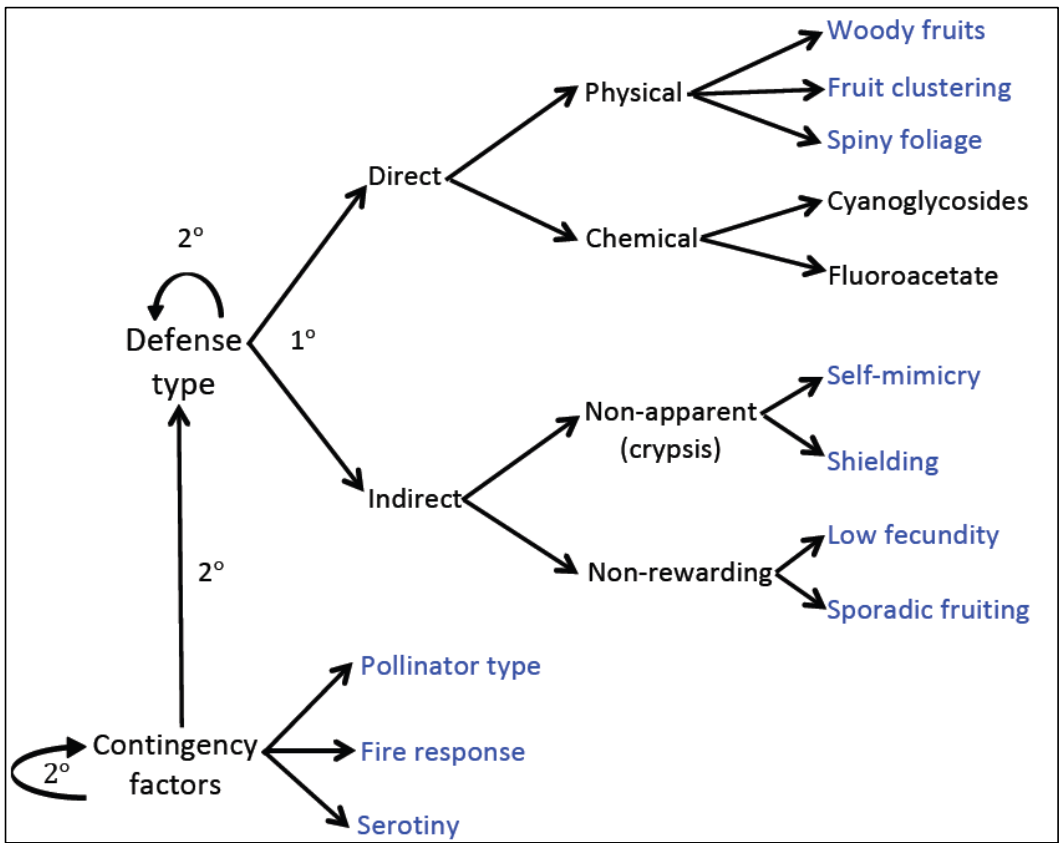 Woody fruits
Physical
Fruit clustering
Spiny foliage
Direct
Cyanoglycosides
Chemical
Fluoroacetate
2°
Defense
type
1°
Self-mimicry
Non-apparent
(crypsis)
Shielding
Indirect
Low fecundity
Non-rewarding
Sporadic fruiting
2°
Pollinator type
Contingency
factors
2°
Fire response
Serotiny